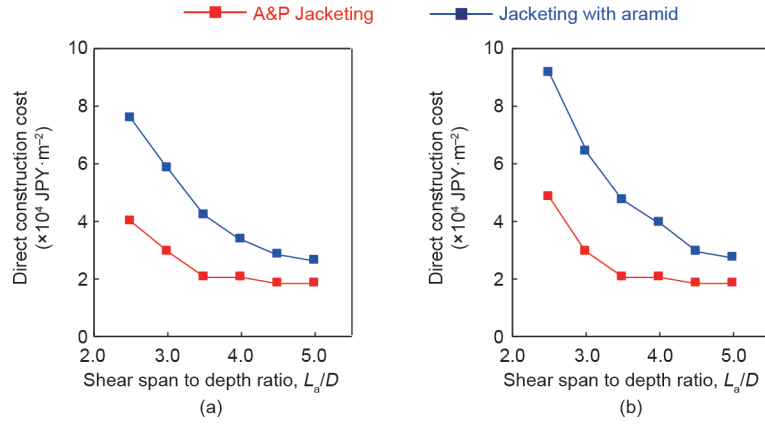 A&P Jacketing
Jacketing with aramid
Direct construction cost
(×10⁴ JPY·m⁻²)
10
8
6
4
2
0
2.0 3.0 4.0 5.0
Shear span to depth ratio, Lₐ/D
(a)
Direct construction cost
(×10⁴ JPY·m⁻²)
10
8
6
4
2
0
2.0 3.0 4.0 5.0
Shear span to depth ratio, Lₐ/D
(b)